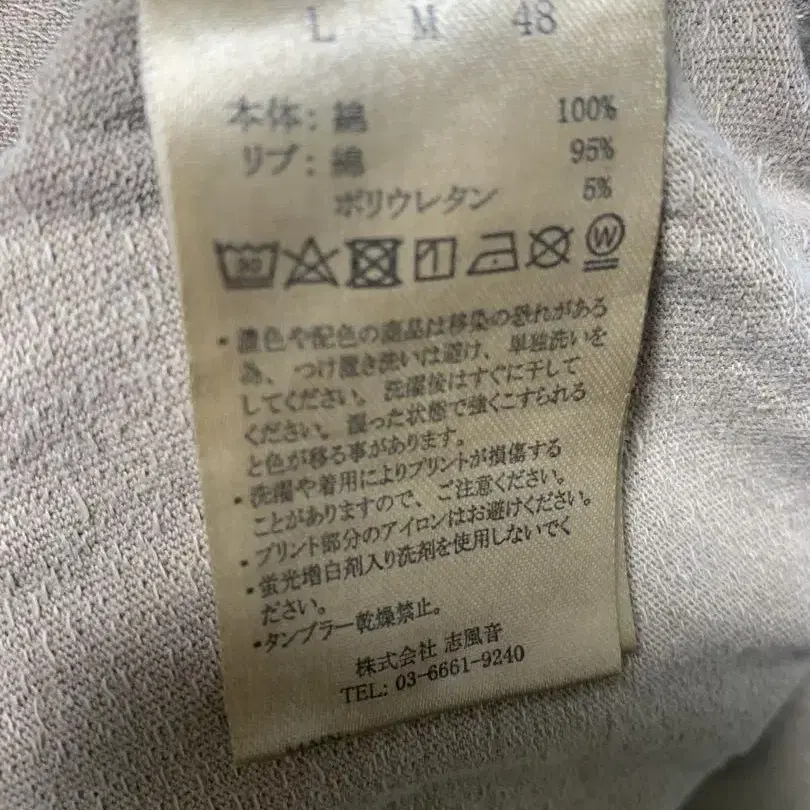 L M 48
本体: 綿 100%
リブ: 綿 95%
ポリウレタン 5%
30 W
・濃色や配色の商品は移染の恐れがある
為、つけ置き洗いは避け、単独洗いを
してください。洗濯後はすぐに干して
ください。湿った状態で強くこすられる
と色が移る事があります。
・洗濯や着用によりプリントが損傷する
ことがありますので、ご注意ください。
・プリント部分のアイロンはお避けください。
・蛍光増白剤入り洗剤を使用しないでく
ださい。
・タンブラー乾燥禁止。
株式会社 志風音
TEL: 03-6661-9240